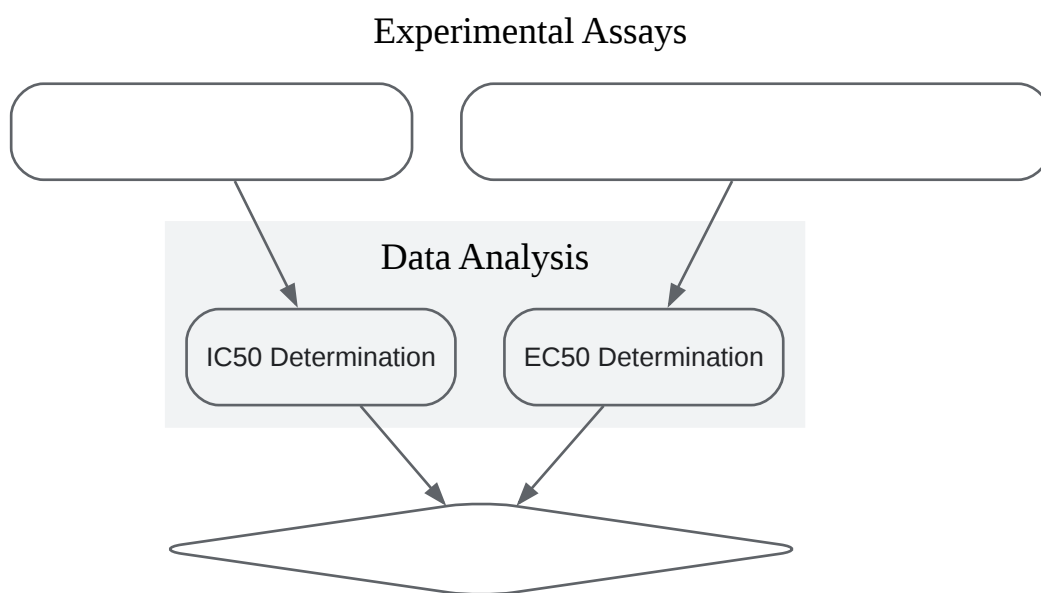 Experimental Assays
Data Analysis
IC50 Determination
EC50 Determination